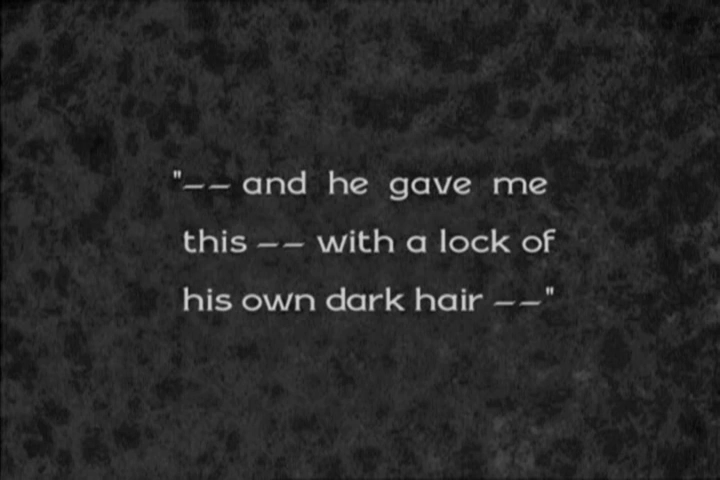 "-- and he gave me
this -- with a lock of
his own dark hair --"